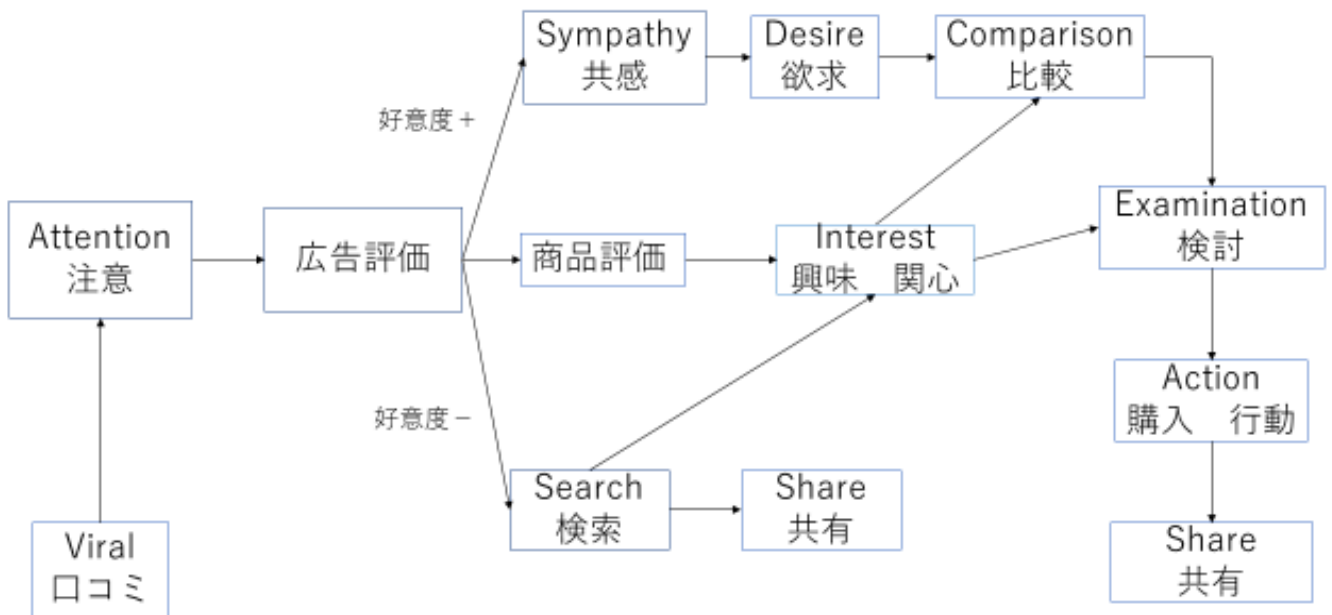 Sympathy
共感
Desire
欲求
Comparison
比較
好意度＋
Attention
注意
広告評価
商品評価
Interest
興味　関心
Examination
検討
好意度－
Search
検索
Share
共有
Action
購入　行動
Viral
口コミ
Share
共有